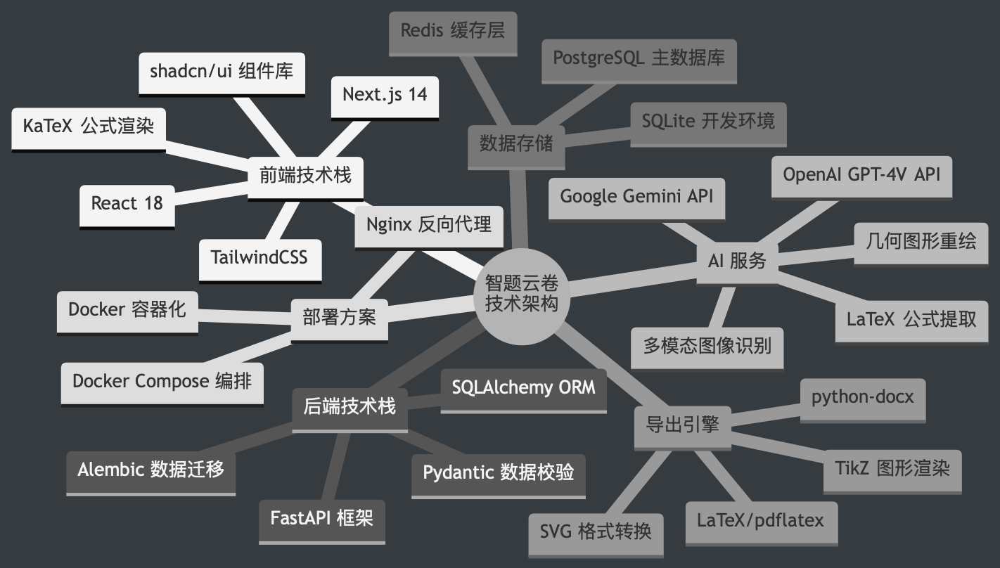 智题云卷
技术架构
前端技术栈
Next.js 14
shadcn/ui 组件库
KaTeX 公式渲染
React 18
TailwindCSS
数据存储
Redis 缓存层
PostgreSQL 主数据库
SQLite 开发环境
AI 服务
Google Gemini API
OpenAI GPT-4V API
几何图形重绘
LaTeX 公式提取
多模态图像识别
导出引擎
python-docx
TikZ 图形渲染
LaTeX/pdflatex
SVG 格式转换
后端技术栈
SQLAlchemy ORM
Pydantic 数据校验
FastAPI 框架
Alembic 数据迁移
部署方案
Nginx 反向代理
Docker 容器化
Docker Compose 编排